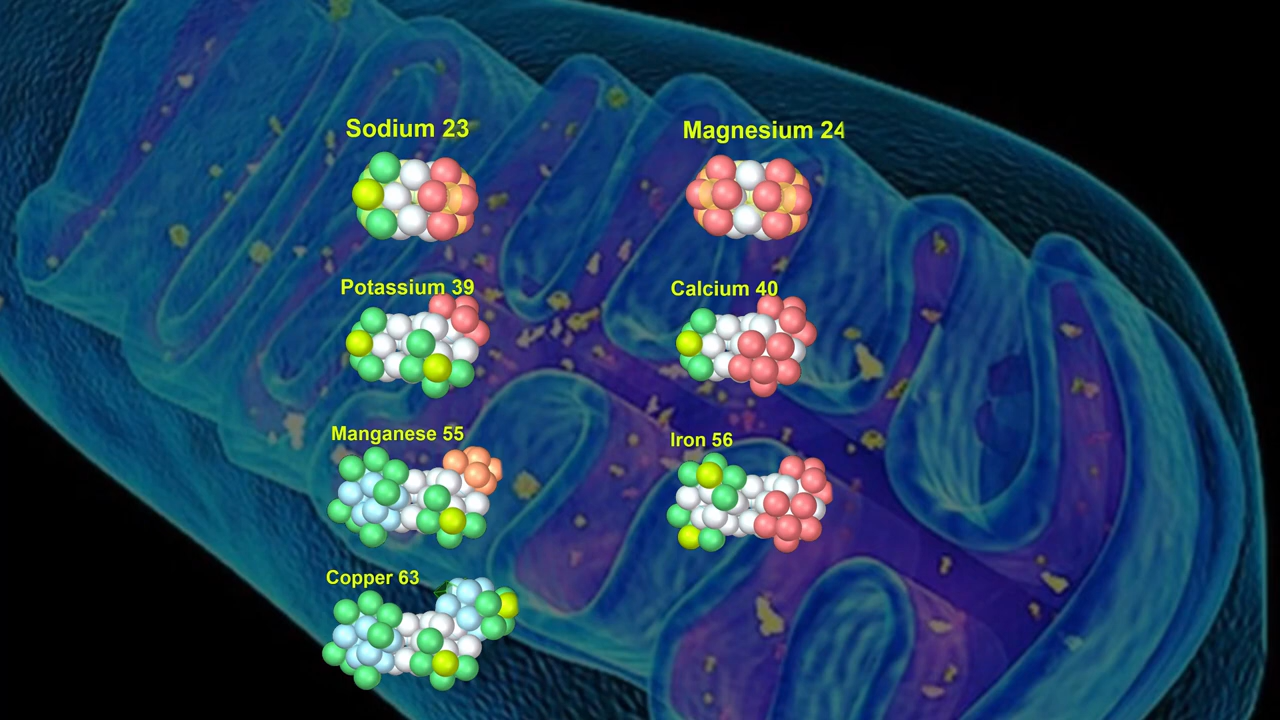 Sodium 23
Magnesium 24
Potassium 39
Calcium 40
Manganese 55
Iron 56
Copper 63